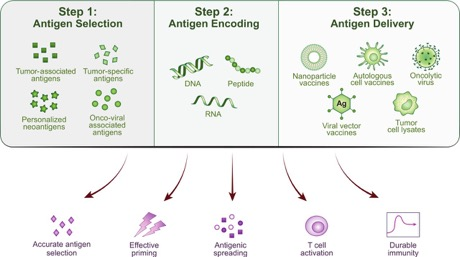 Step 1:
Antigen Selection
Step 2:
Antigen Encoding
Step 3:
Antigen Delivery
Tumor-associated
antigens
Tumor-specific
antigens
Personalized
neoantigens
Onco-viral
associated
antigens
DNA
Peptide
RNA
Nanoparticle
vaccines
Autologous
cell vaccines
Oncolytic
virus
Ag
Viral vector
vaccines
Tumor
cell lysates
Accurate antigen
selection
Effective
priming
Antigenic
spreading
T cell
activation
Durable
immunity